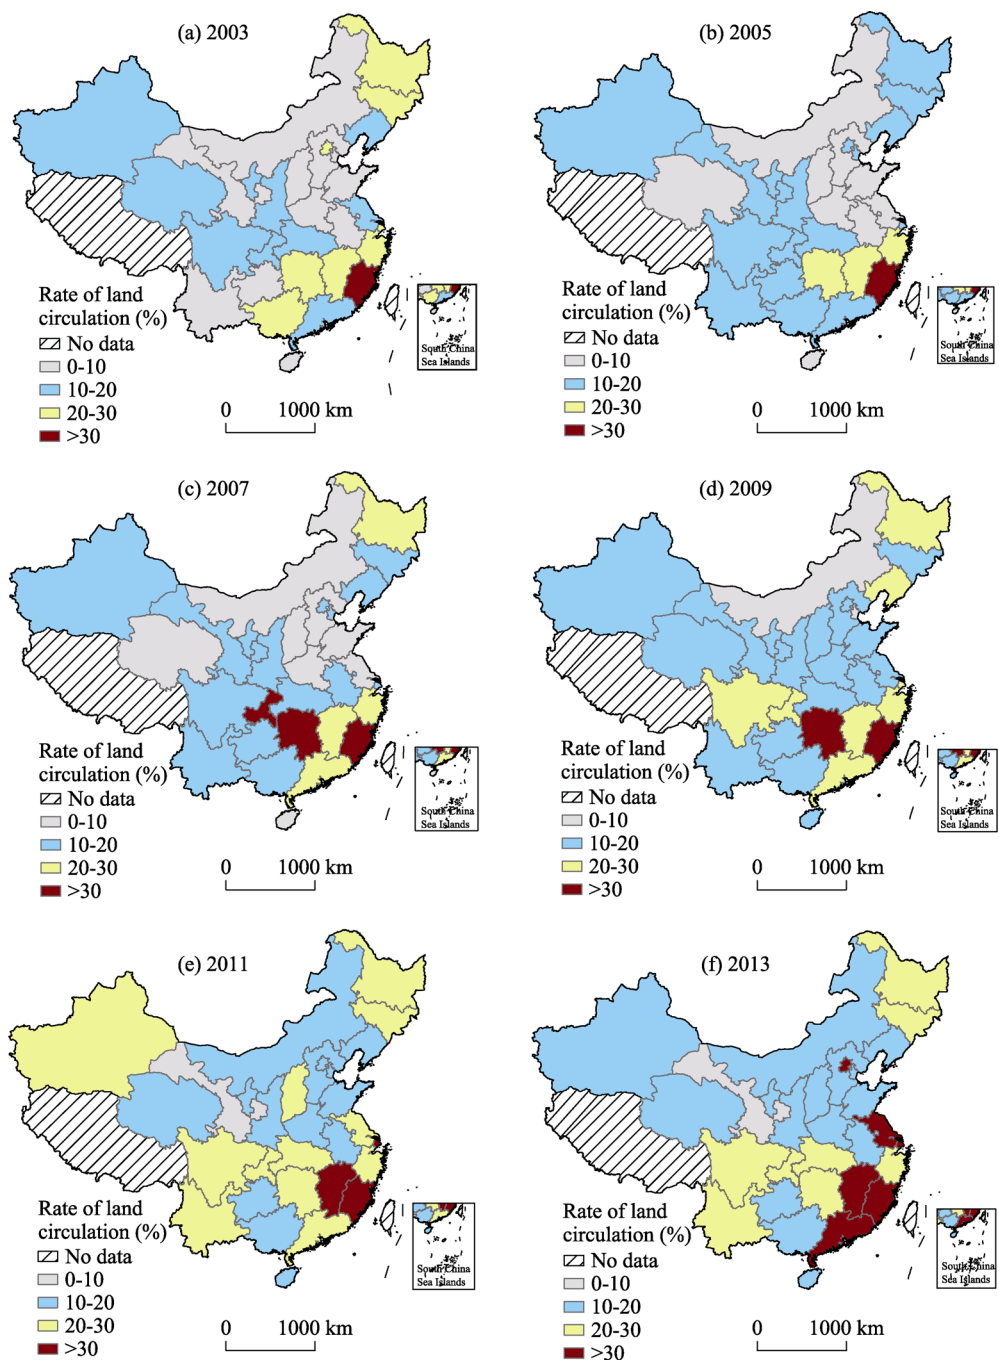 (a) 2003
Rate of land
circulation (%)
No data
0-10
10-20
20-30
>30
0 1000 km
South China
Sea Islands
(b) 2005
Rate of land
circulation (%)
No data
0-10
10-20
20-30
>30
0 1000 km
South China
Sea Islands
(c) 2007
Rate of land
circulation (%)
No data
0-10
10-20
20-30
>30
0 1000 km
South China
Sea Islands
(d) 2009
Rate of land
circulation (%)
No data
0-10
10-20
20-30
>30
0 1000 km
South China
Sea Islands
(e) 2011
Rate of land
circulation (%)
No data
0-10
10-20
20-30
>30
0 1000 km
South China
Sea Islands
(f) 2013
Rate of land
circulation (%)
No data
0-10
10-20
20-30
>30
0 1000 km
South China
Sea Islands